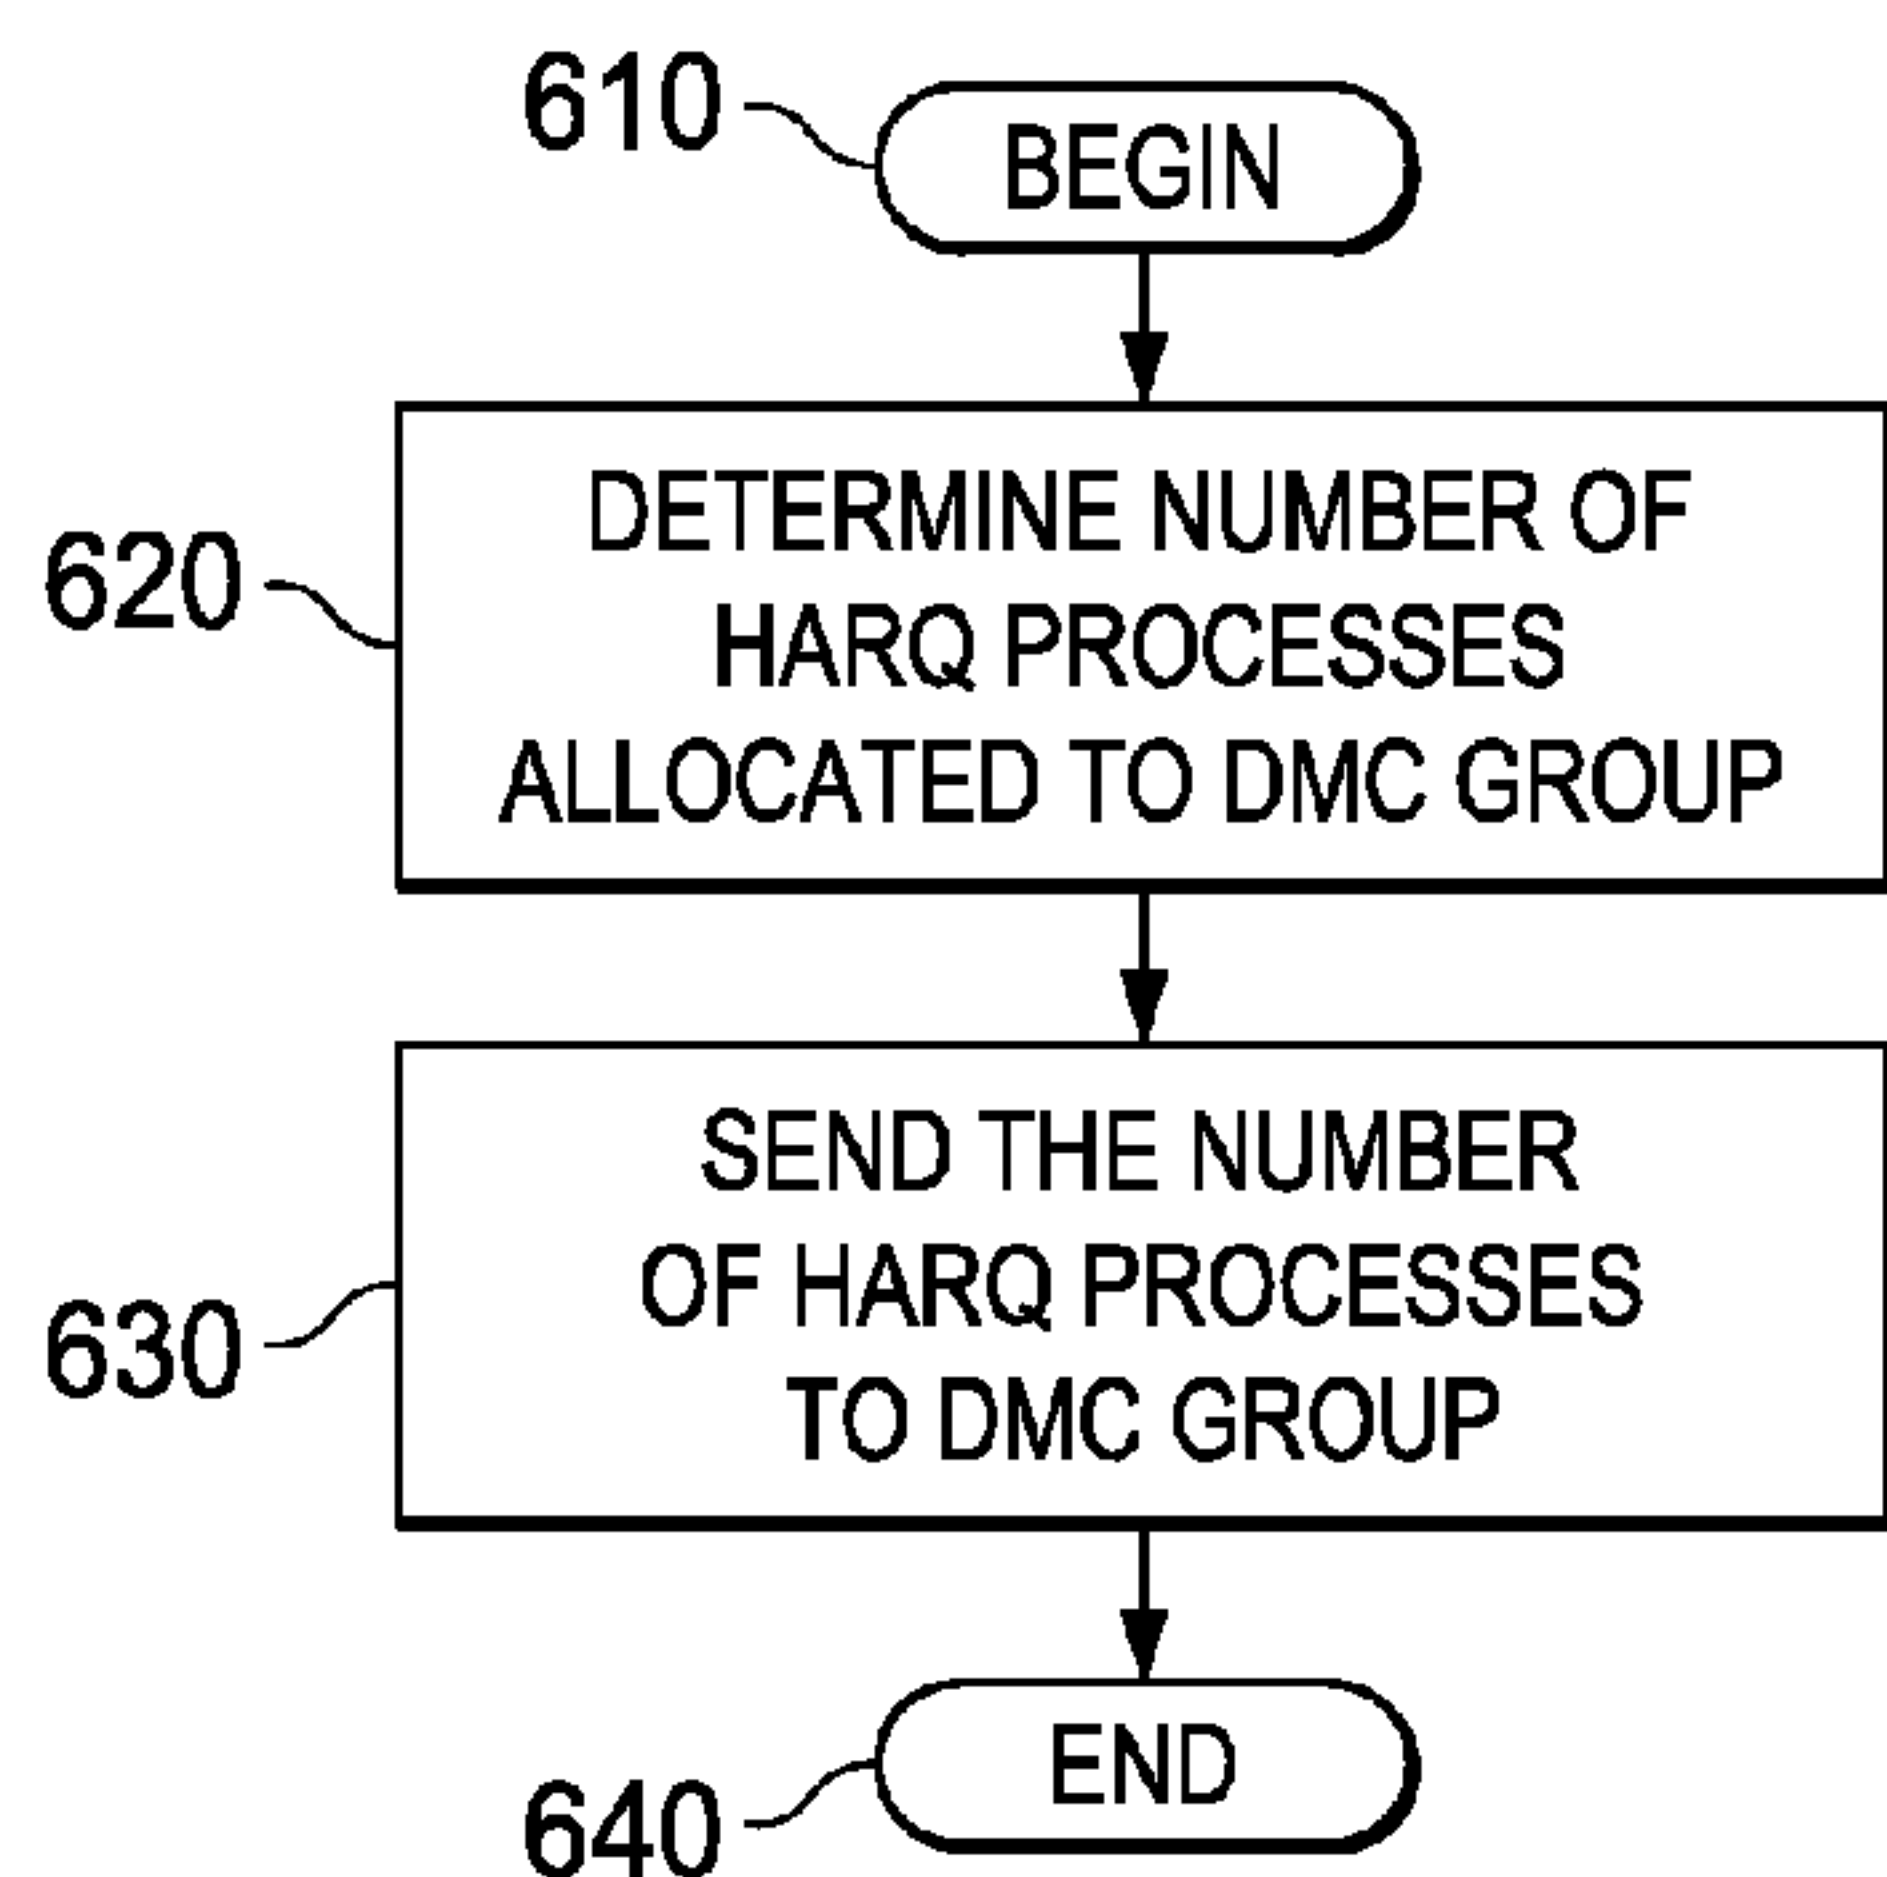 610
BEGIN
620
DETERMINE NUMBER OF
HARQ PROCESSES
ALLOCATED TO DMC GROUP
630
SEND THE NUMBER
OF HARQ PROCESSES
TO DMC GROUP
640
END